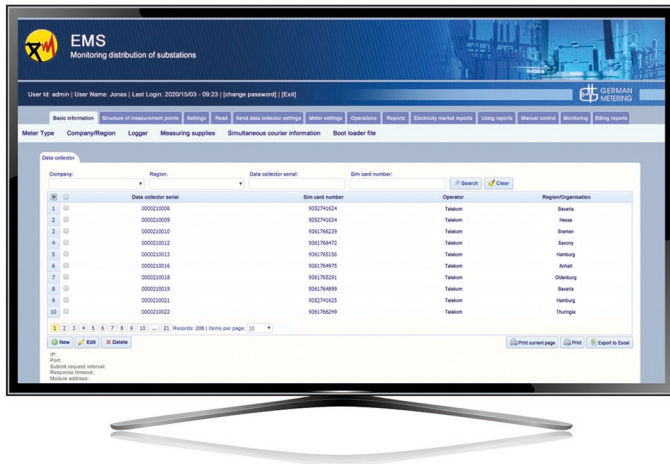 EMS
Monitoring distribution of substations
User Id: admin | User Name: Jonas | Last Login: 2020/15/03 - 09:23 | [change password] | [Exit]
GERMAN
METERING
Basic information Structure of measurement points Settings Read Send data collector settings Meter settings Operations Reports Electricity market reports Using reports Manual control Monitoring Billing reports
Meter Type Company/Region Logger Measuring supplies Simultaneous courier information Boot loader file
Data collector
Company: Region: Data collector serial: Sim card number:
Search Clear
Data collector serial Sim card number Operator Region/Organisation
1 0000210006 9352741624 Telekom Bavaria
2 0000210009 9352741634 Telekom Hesse
3 0000210010 9361766239 Telekom Bremen
4 0000210012 9361766472 Telekom Saxony
5 0000210013 9361765156 Telekom Hamburg
6 0000210016 9361764975 Telekom Anhalt
7 0000210018 9361765291 Telekom Oldenburg
8 0000210019 9361764899 Telekom Bavaria
9 0000210021 9352741625 Telekom Hamburg
10 0000210022 9361766249 Telekom Thuringia
1 2 3 4 5 6 7 8 9 10 ... 21 Records: 206 | Items per page: 10
New Edit Delete Print current page Print Export to Excel
IP:
Port:
Submit request interval:
Response timeout:
Module address: